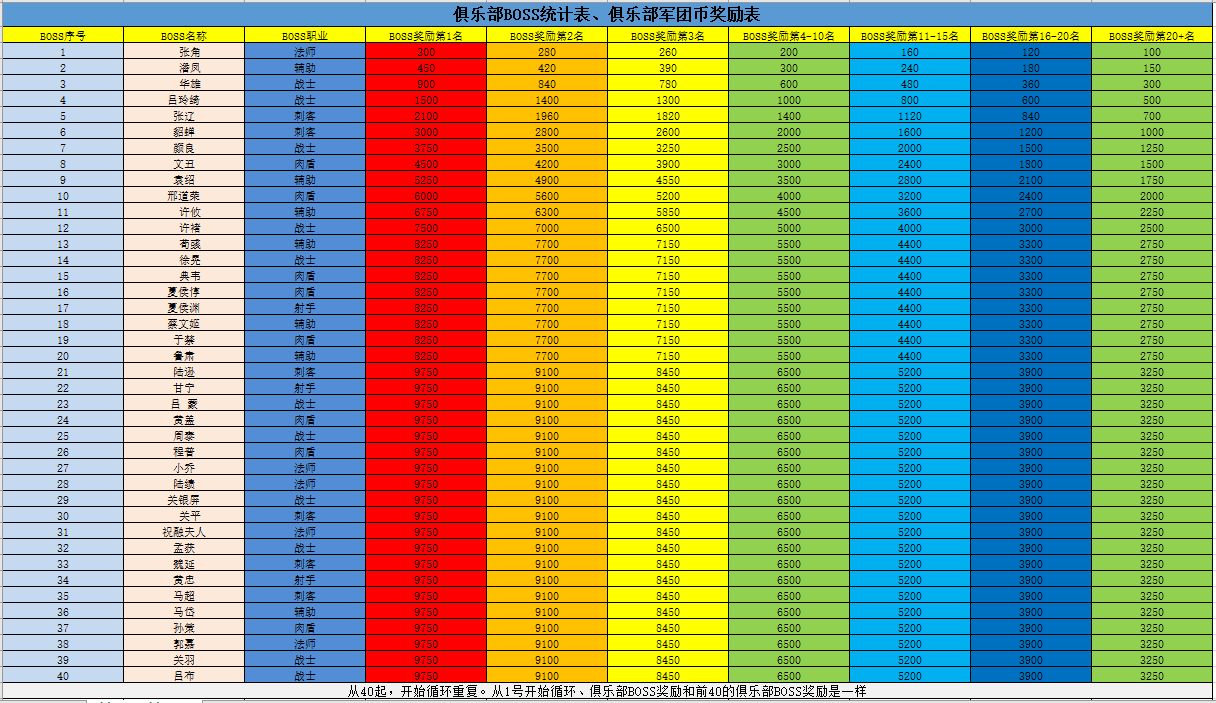 俱乐部BOSS统计表、俱乐部军团币奖励表
BOSS序号 BOSS名称 BOSS职业 BOSS奖励第1名 BOSS奖励第2名 BOSS奖励第3名 BOSS奖励第4-10名 BOSS奖励第11-15名 BOSS奖励第16-20名 BOSS奖励第20+名
1 张角 法师 300 280 260 200 160 120 100
2 潘凤 辅助 450 420 390 300 240 180 150
3 华雄 战士 900 840 780 600 480 360 300
4 吕玲绮 战士 1500 1400 1300 1000 800 600 500
5 张辽 刺客 2100 1960 1820 1400 1120 840 700
6 貂蝉 刺客 3000 2800 2600 2000 1600 1200 1000
7 颜良 战士 3750 3500 3250 2500 2000 1500 1250
8 文丑 肉盾 4500 4200 3900 3000 2400 1800 1500
9 袁绍 辅助 5250 4900 4550 3500 2800 2100 1750
10 邢道荣 肉盾 6000 5600 5200 4000 3200 2400 2000
11 许攸 辅助 6750 6300 5850 4500 3600 2700 2250
12 许褚 战士 7500 7000 6500 5000 4000 3000 2500
13 荀彧 辅助 8250 7700 7150 5500 4400 3300 2750
14 徐晃 战士 8250 7700 7150 5500 4400 3300 2750
15 典韦 肉盾 8250 7700 7150 5500 4400 3300 2750
16 夏侯惇 肉盾 8250 7700 7150 5500 4400 3300 2750
17 夏侯渊 射手 8250 7700 7150 5500 4400 3300 2750
18 蔡文姬 辅助 8250 7700 7150 5500 4400 3300 2750
19 于禁 肉盾 8250 7700 7150 5500 4400 3300 2750
20 鲁肃 辅助 8250 7700 7150 5500 4400 3300 2750
21 陆逊 刺客 9750 9100 8450 6500 5200 3900 3250
22 甘宁 射手 9750 9100 8450 6500 5200 3900 3250
23 吕 蒙 战士 9750 9100 8450 6500 5200 3900 3250
24 黄盖 肉盾 9750 9100 8450 6500 5200 3900 3250
25 周泰 战士 9750 9100 8450 6500 5200 3900 3250
26 程普 肉盾 9750 9100 8450 6500 5200 3900 3250
27 小乔 法师 9750 9100 8450 6500 5200 3900 3250
28 陆绩 法师 9750 9100 8450 6500 5200 3900 3250
29 关银屏 战士 9750 9100 8450 6500 5200 3900 3250
30 关平 刺客 9750 9100 8450 6500 5200 3900 3250
31 祝融夫人 法师 9750 9100 8450 6500 5200 3900 3250
32 孟获 战士 9750 9100 8450 6500 5200 3900 3250
33 魏延 刺客 9750 9100 8450 6500 5200 3900 3250
34 黄忠 射手 9750 9100 8450 6500 5200 3900 3250
35 马超 刺客 9750 9100 8450 6500 5200 3900 3250
36 马岱 辅助 9750 9100 8450 6500 5200 3900 3250
37 孙策 肉盾 9750 9100 8450 6500 5200 3900 3250
38 郭嘉 法师 9750 9100 8450 6500 5200 3900 3250
39 关羽 战士 9750 9100 8450 6500 5200 3900 3250
40 吕布 战士 9750 9100 8450 6500 5200 3900 3250
从40起，开始循环重复。从1号开始循环、俱乐部BOSS奖励和前40的俱乐部BOSS奖励是一样